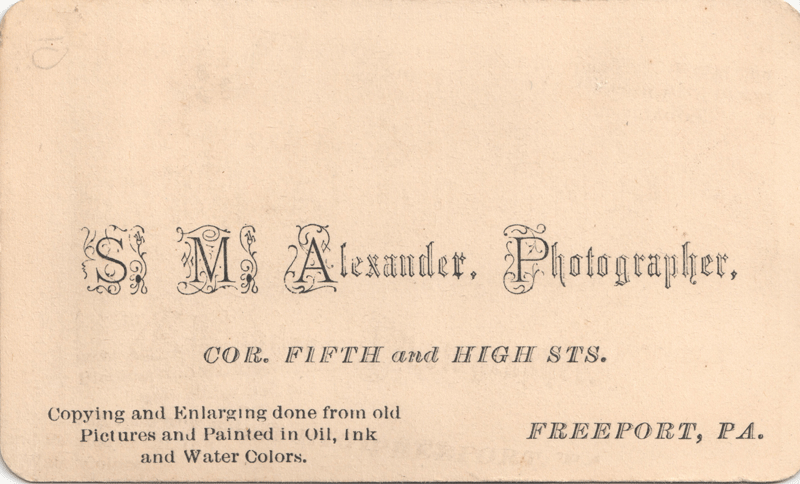 S. M. Alexander, Photographer,
COR. FIFTH and HIGH STS.
Copying and Enlarging done from old
Pictures and Painted in Oil, Ink
and Water Colors.
FREEPORT, PA.